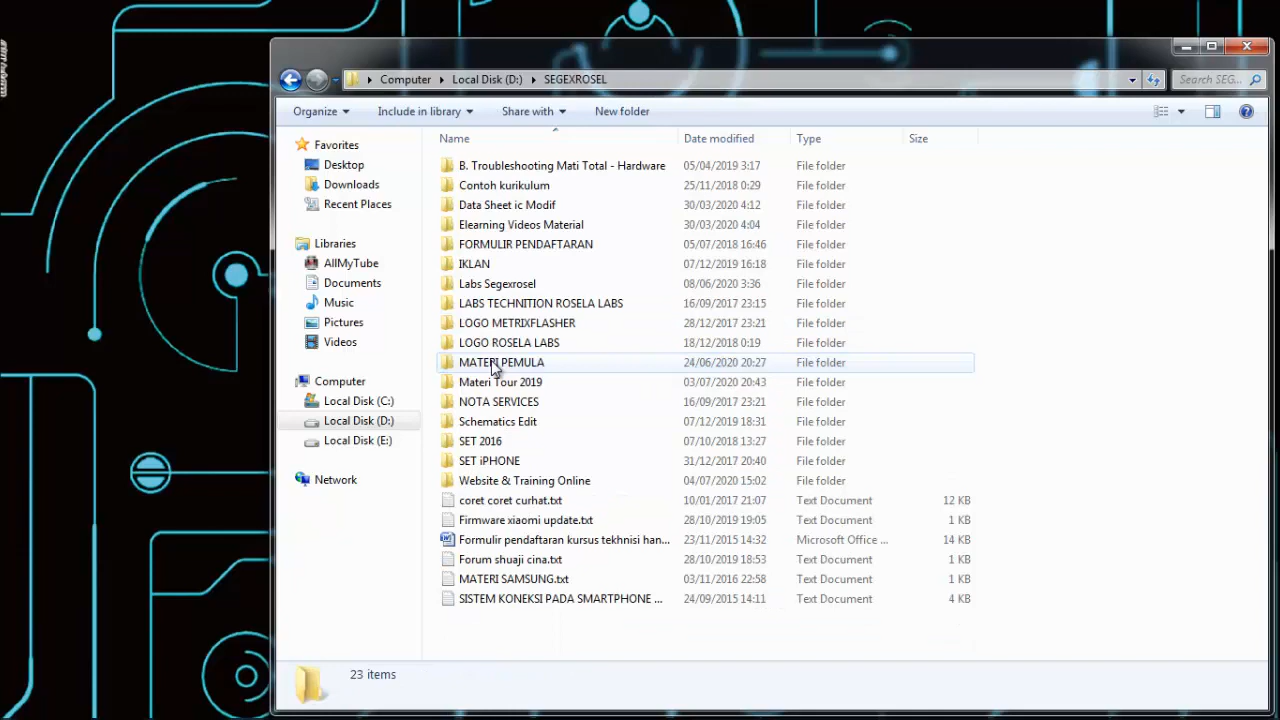 Computer Local Disk (D:) SEGEXROSEL Search SEG...
Organize Include in library Share with New folder
Favorites
Desktop
Downloads
Recent Places
Libraries
AllMyTube
Documents
Music
Pictures
Videos
Computer
Local Disk (C:)
Local Disk (D:)
Local Disk (E:)
Network
Name Date modified Type Size
B. Troubleshooting Mati Total - Hardware 05/04/2019 3:17 File folder
Contoh kurikulum 25/11/2018 0:29 File folder
Data Sheet ic Modif 30/03/2020 4:12 File folder
Elearning Videos Material 30/03/2020 4:04 File folder
FORMULIR PENDAFTARAN 05/07/2018 16:46 File folder
IKLAN 07/12/2019 16:18 File folder
Labs Segexrosel 08/06/2020 3:36 File folder
LABS TECHNITION ROSELA LABS 16/09/2017 23:15 File folder
LOGO METRIXFLASHER 28/12/2017 23:21 File folder
LOGO ROSELA LABS 18/12/2018 0:19 File folder
MATERI PEMULA 24/06/2020 20:27 File folder
Materi Tour 2019 03/07/2020 20:43 File folder
NOTA SERVICES 16/09/2017 23:21 File folder
Schematics Edit 07/12/2019 18:31 File folder
SET 2016 07/10/2018 13:27 File folder
SET iPHONE 31/12/2017 20:40 File folder
Website & Training Online 04/07/2020 15:02 File folder
coret coret curhat.txt 10/01/2017 21:07 Text Document 12 KB
Firmware xiaomi update.txt 28/10/2019 19:05 Text Document 1 KB
Formulir pendaftaran kursus tekhnisi han... 23/11/2015 14:32 Microsoft Office ... 14 KB
Forum shuaji cina.txt 28/10/2019 18:53 Text Document 1 KB
MATERI SAMSUNG.txt 03/11/2016 22:58 Text Document 1 KB
SISTEM KONEKSI PADA SMARTPHONE ... 24/09/2015 14:11 Text Document 4 KB
23 items